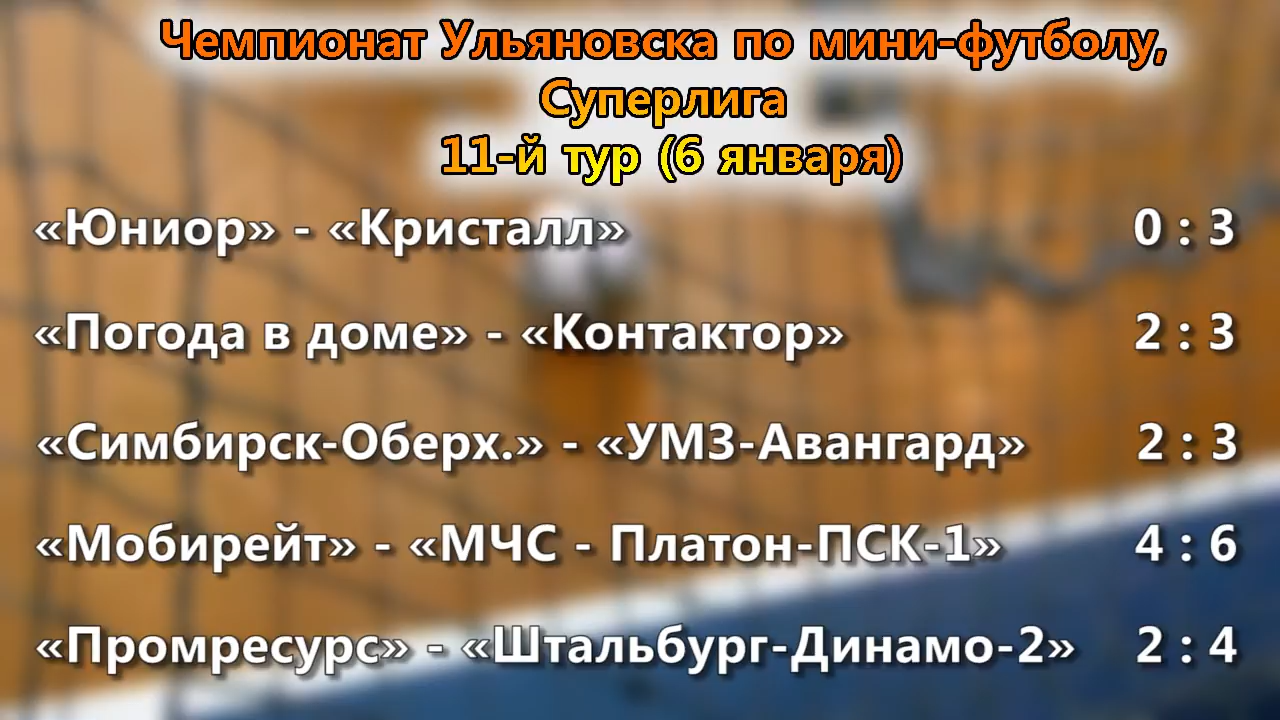 Чемпионат Ульяновска по мини-футболу,
Суперлига
11-й тур (6 января)
«Юниор» - «Кристалл» 0 : 3
«Погода в доме» - «Контактор» 2 : 3
«Симбирск-Оберх.» - «УМЗ-Авангард» 2 : 3
«Мобирейт» - «МЧС - Платон-ПСК-1» 4 : 6
«Промресурс» - «Штальбург-Динамо-2» 2 : 4